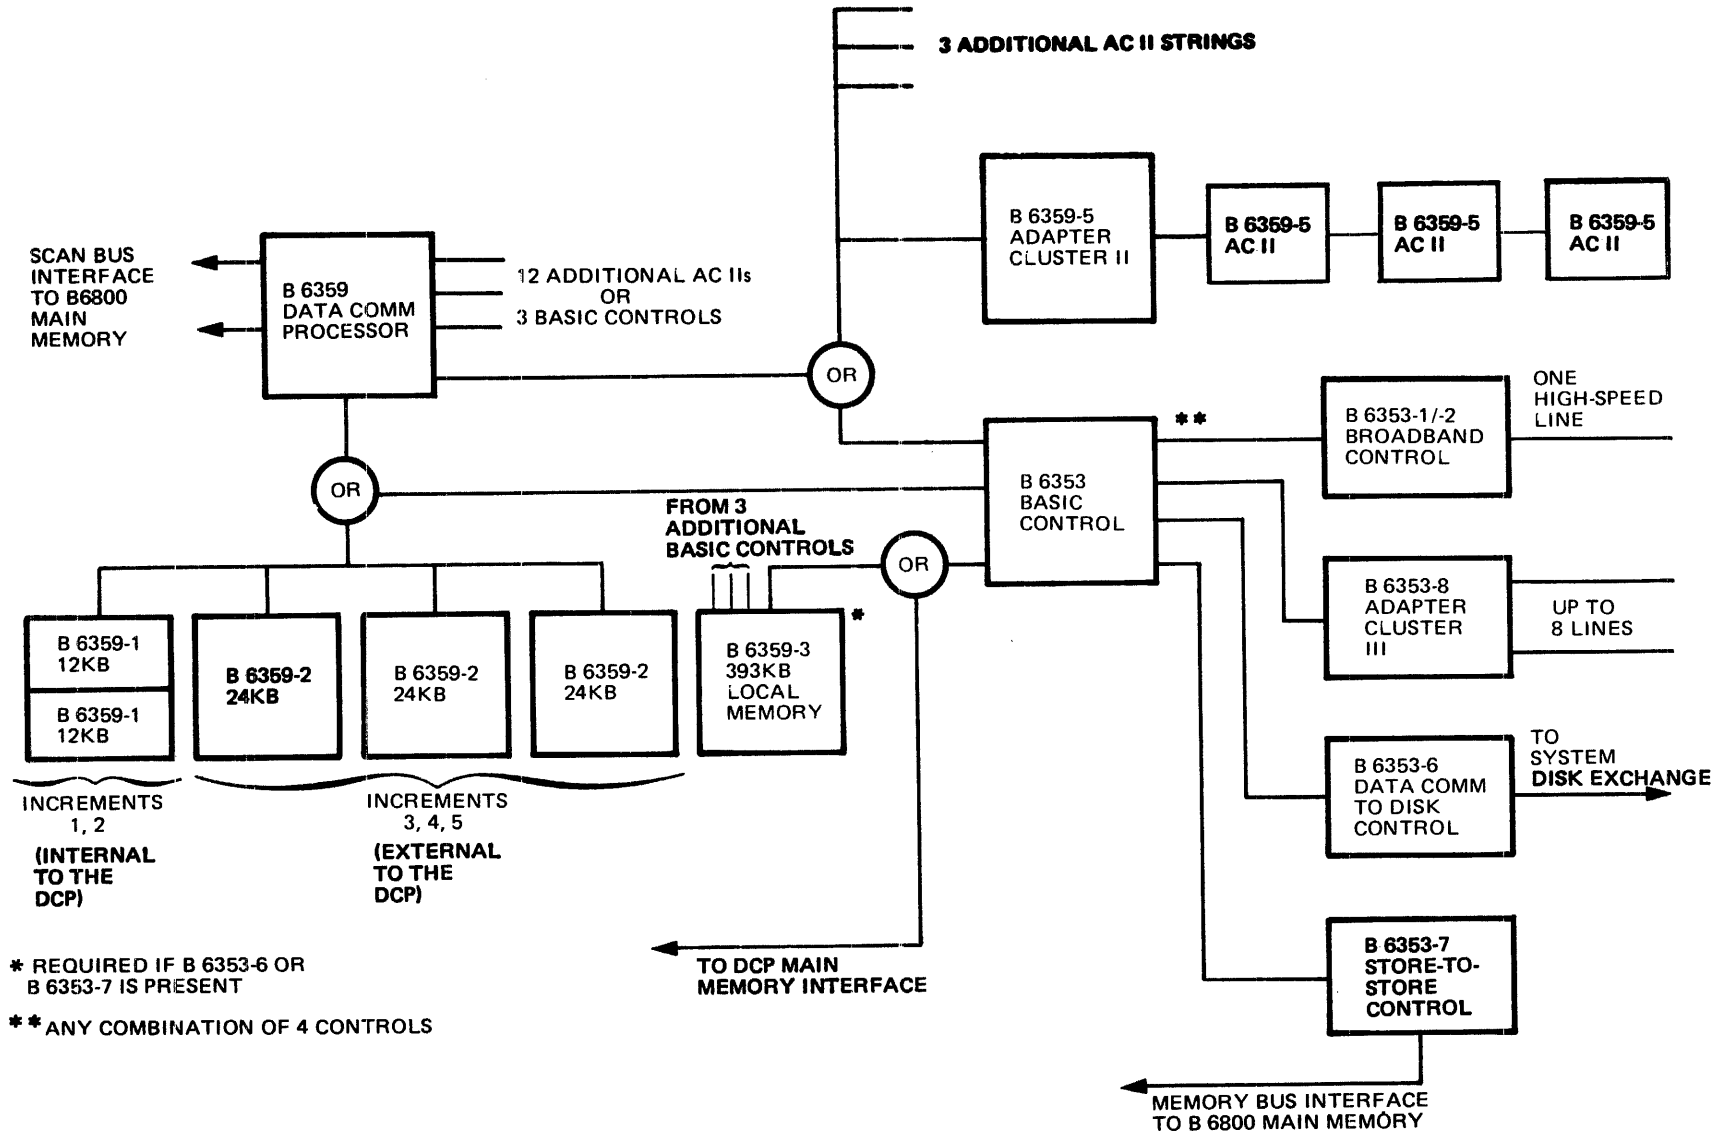 3 ADDITIONAL AC II STRINGS
B 6359-5
ADAPTER
CLUSTER II
B 6359-5
AC II
B 6359-5
AC II
B 6359-5
AC II
SCAN BUS
INTERFACE
TO B6800
MAIN
MEMORY
B 6359
DATA COMM
PROCESSOR
12 ADDITIONAL AC IIs
OR
3 BASIC CONTROLS
OR
**
B 6353-1/-2
BROADBAND
CONTROL
ONE
HIGH-SPEED
LINE
OR
B 6353
BASIC
CONTROL
FROM 3
ADDITIONAL
BASIC CONTROLS
OR
B 6353-8
ADAPTER
CLUSTER
III
UP TO
8 LINES
B 6359-1
12KB
B 6359-1
12KB
B 6359-2
24KB
B 6359-2
24KB
B 6359-2
24KB
B 6359-3
393KB
LOCAL
MEMORY
*
B 6353-6
DATA COMM
TO DISK
CONTROL
TO
SYSTEM
DISK EXCHANGE
INCREMENTS
1, 2
(INTERNAL
TO THE
DCP)
INCREMENTS
3, 4, 5
(EXTERNAL
TO THE
DCP)
B 6353-7
STORE-TO-
STORE
CONTROL
TO DCP MAIN
MEMORY INTERFACE
* REQUIRED IF B 6353-6 OR
B 6353-7 IS PRESENT
** ANY COMBINATION OF 4 CONTROLS
MEMORY BUS INTERFACE
TO B 6800 MAIN MEMORY